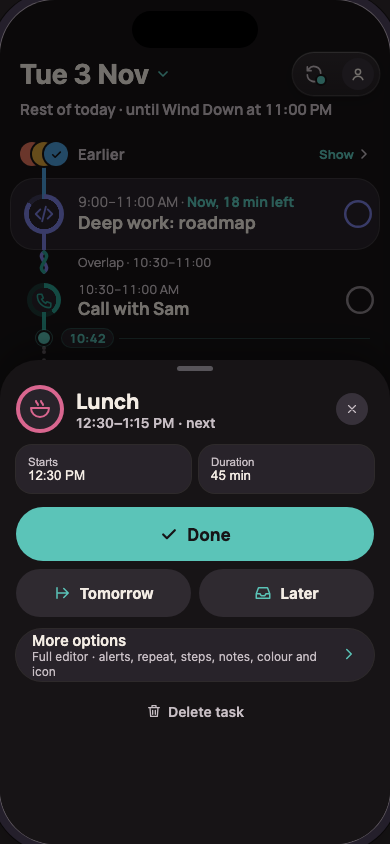 Tue 3 Nov
Rest of today · until Wind Down at 11:00 PM
Earlier
Show
9:00–11:00 AM · Now, 18 min left
Deep work: roadmap
Overlap · 10:30–11:00
10:30–11:00 AM
Call with Sam
10:42
Lunch
12:30–1:15 PM · next
Starts
12:30 PM
Duration
45 min
Done
Tomorrow
Later
More options
Full editor · alerts, repeat, steps, notes, colour and
icon
Delete task